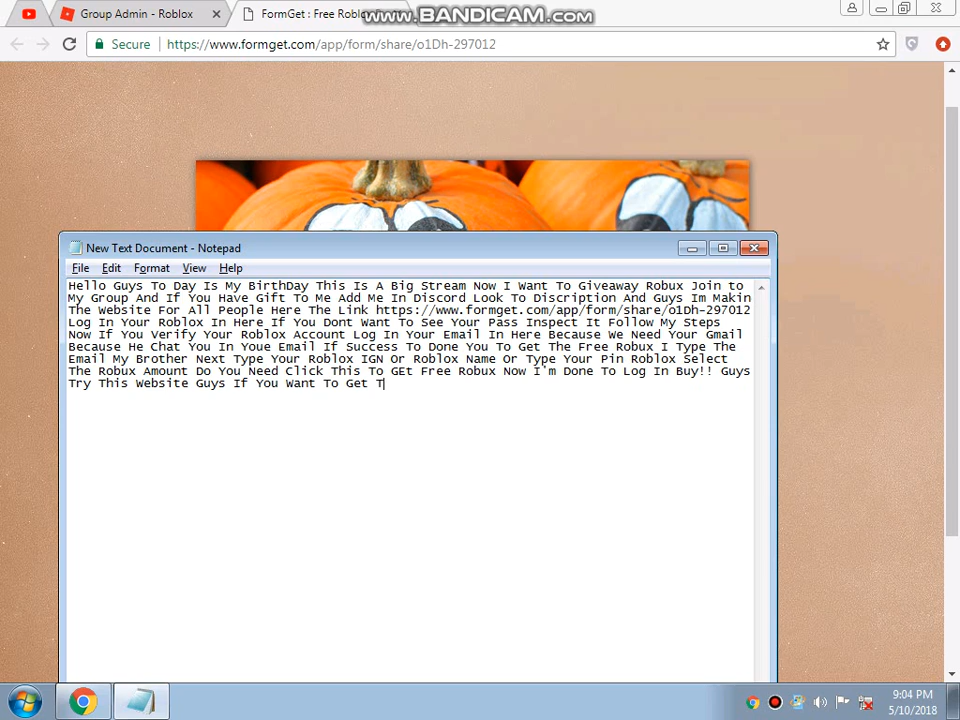 Group Admin - Roblox
FormGet : Free Roblo
www.BANDICAM.com
Secure
https://www.formget.com/app/form/share/o1Dh-297012
New Text Document - Notepad
File Edit Format View Help
Hello Guys To Day Is My BirthDay This Is A Big Stream Now I Want To Giveaway Robux Join to
My Group And If You Have Gift To Me Add Me In Discord Look To Discription And Guys Im Makin
The Website For All People Here The Link https://www.formget.com/app/form/share/o1Dh-297012
Log In Your Roblox In Here If You Dont Want To See Your Pass Inspect It Follow My Steps
Now If You Verify Your Roblox Account Log In Your Email In Here Because We Need Your Gmail
Because He Chat You In Youe Email If Success To Done You To Get The Free Robux I Type The
Email My Brother Next Type Your Roblox IGN Or Roblox Name Or Type Your Pin Roblox Select
The Robux Amount Do You Need Click This To GEt Free Robux Now I'm Done To Log In Buy!! Guys
Try This Website Guys If You Want To Get T
9:04 PM
5/10/2018